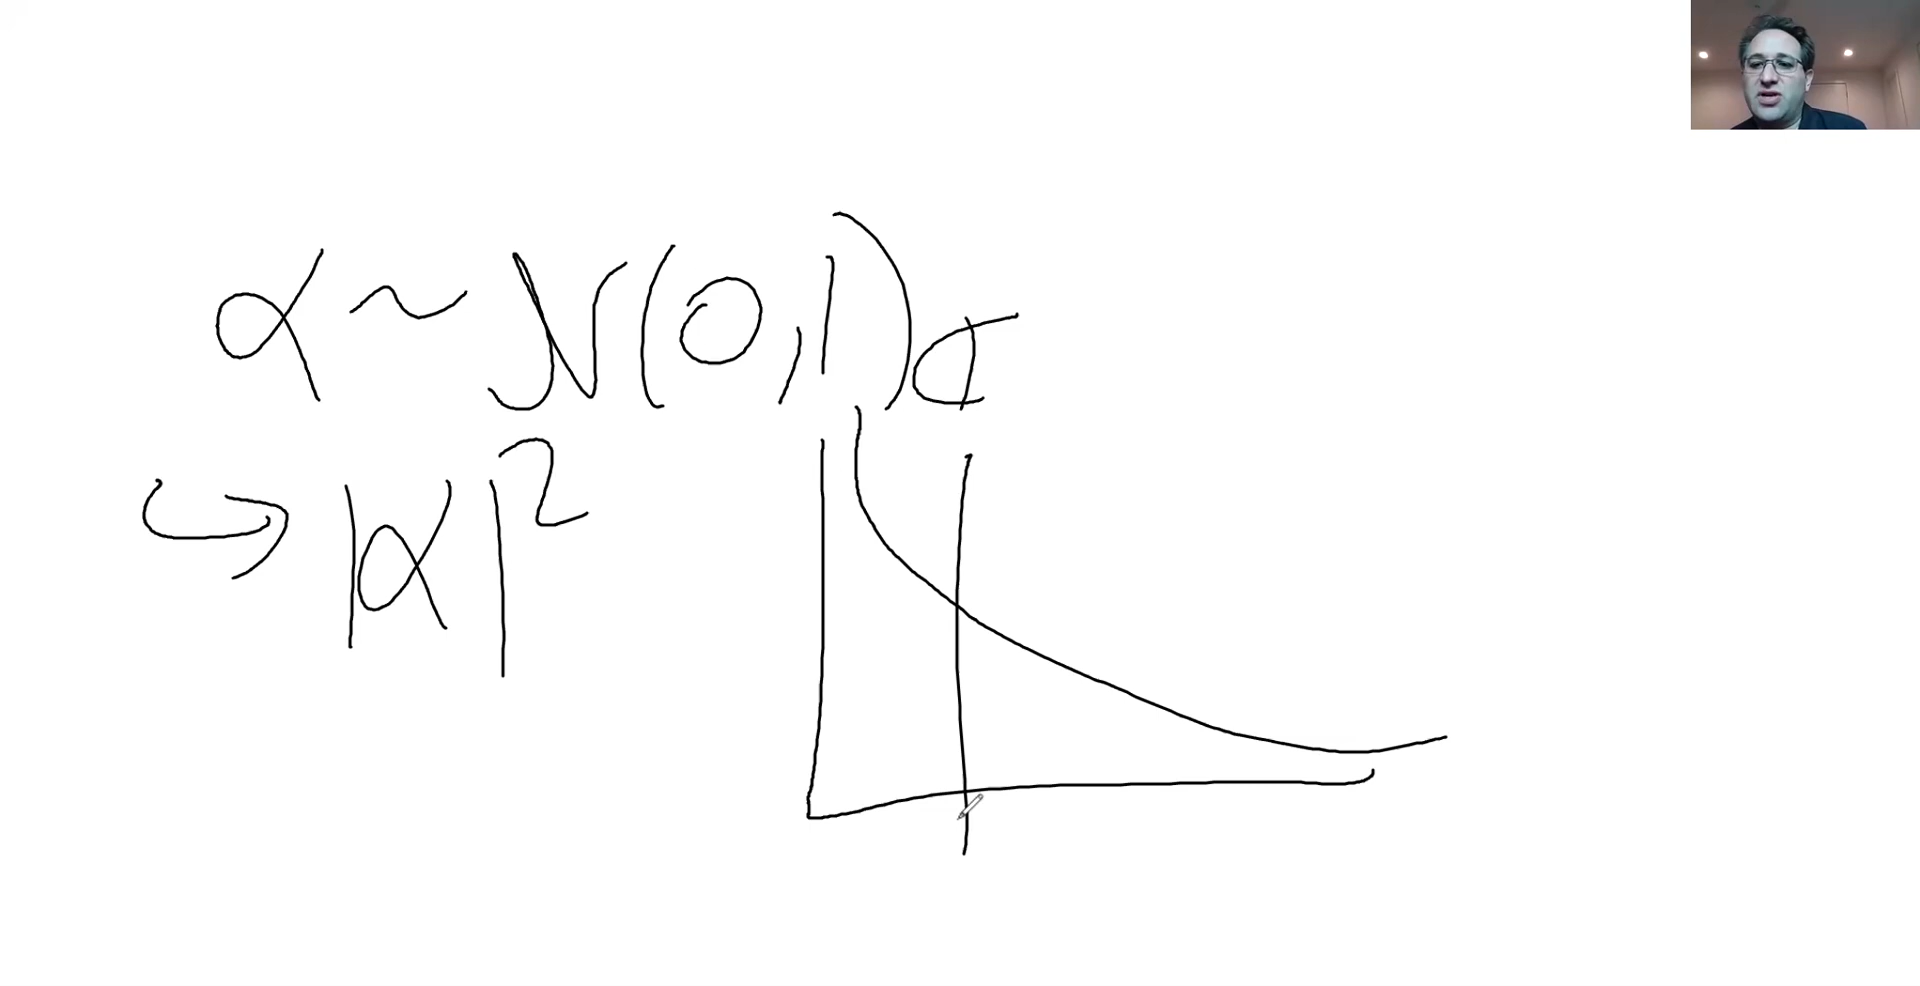 α ~ N(0,1)ℂ
↪ |α|²